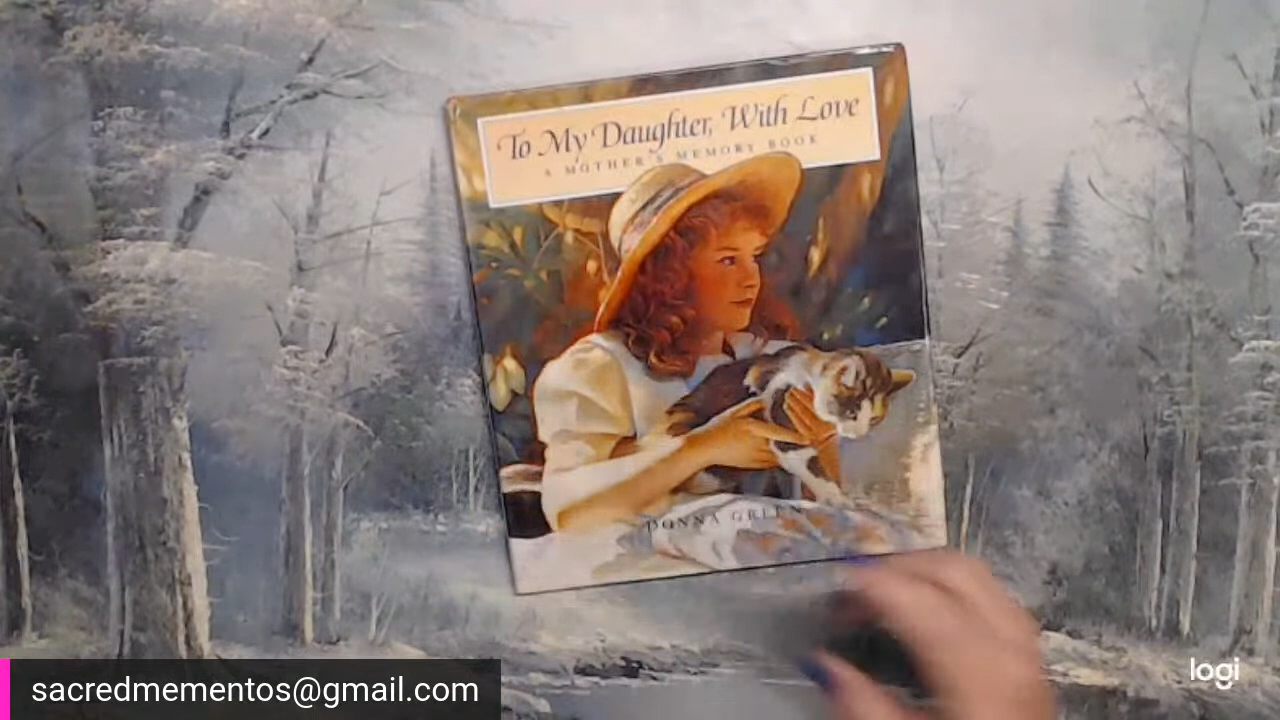 To My Daughter, With Love
A MOTHER'S MEMORY BOOK
DONNA GREEN
sacredmementos@gmail.com
logi